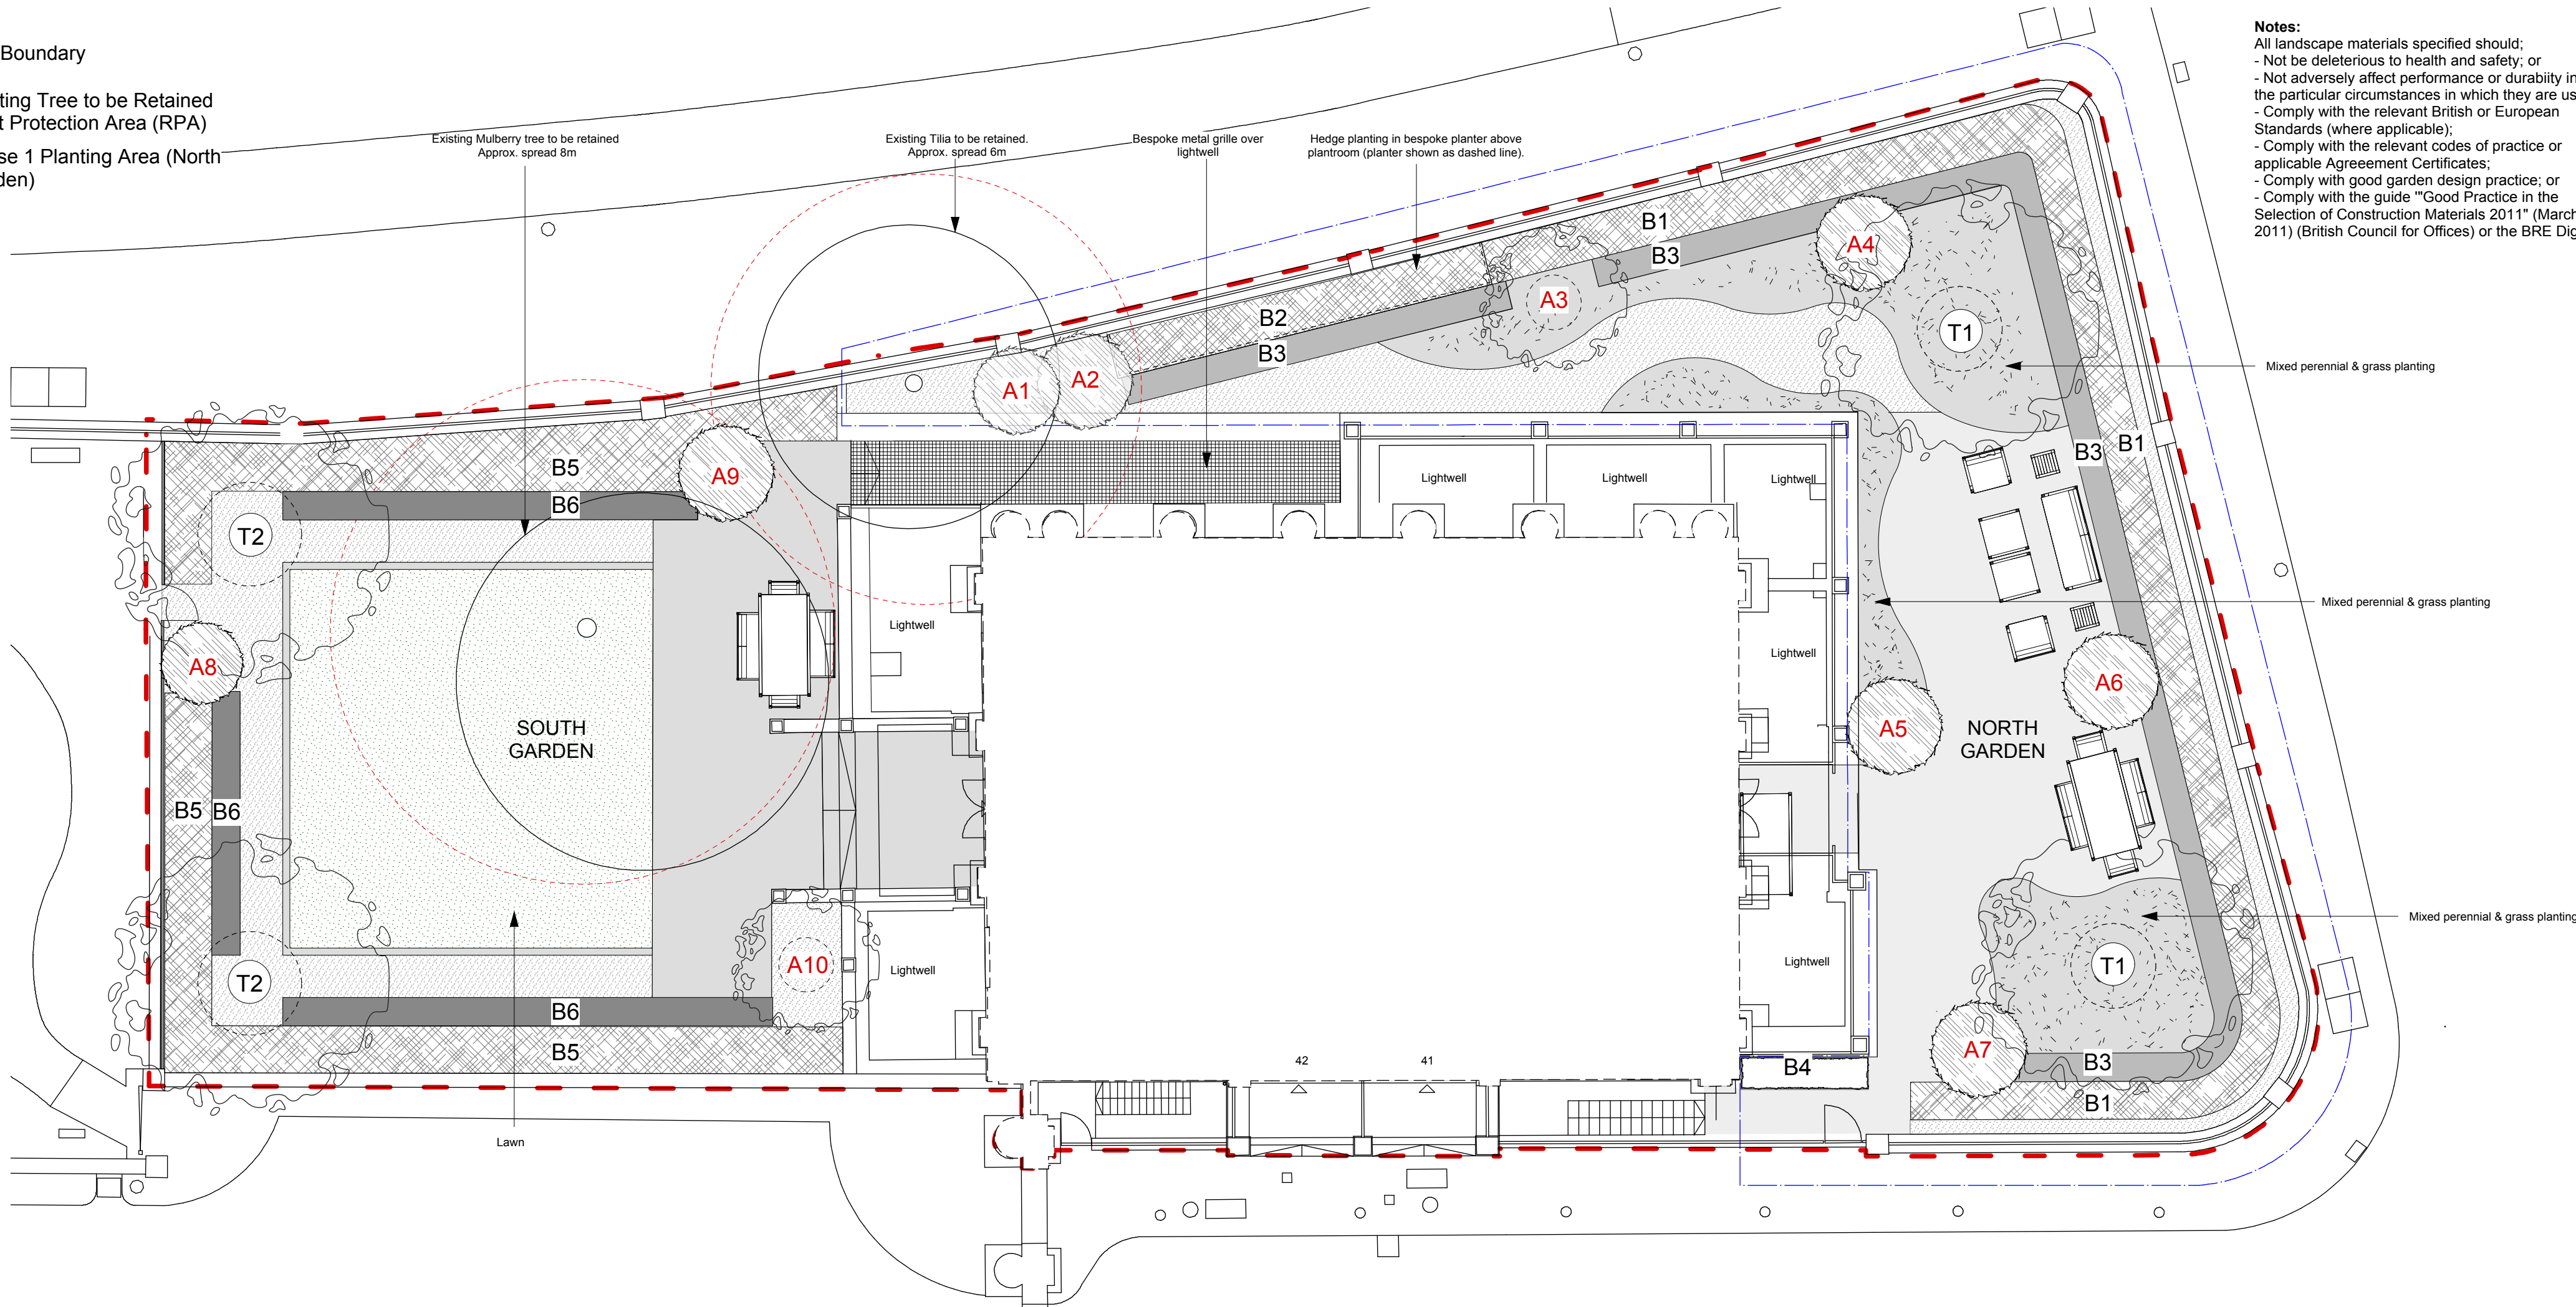 Boundary
ting Tree to be Retained
t Protection Area (RPA)
se 1 Planting Area (North
den)
Existing Mulberry tree to be retained
Approx. spread 8m
Existing Tilia to be retained.
Approx. spread 6m
Bespoke metal grille over
lightwell
Hedge planting in bespoke planter above
plantroom (planter shown as dashed line).
Notes:
All landscape materials specified should;
- Not be deleterious to health and safety; or
- Not adversely affect performance or durabiity in
the particular circumstances in which they are us
- Comply with the relevant British or European
Standards (where applicable);
- Comply with the relevant codes of practice or
applicable Agreeement Certificates;
- Comply with good garden design practice; or
- Comply with the guide '"Good Practice in the
Selection of Construction Materials 2011" (March
2011) (British Council for Offices) or the BRE Dig
B1
A4
B3
A3
B2
T1
B3
Mixed perennial & grass planting
A2
A1
B1
B3
B5
A9
Lightwell
Lightwell
Lightwell
B6
T2
Mixed perennial & grass planting
Lightwell
Lightwell
A8
A6
SOUTH
GARDEN
A5
NORTH
GARDEN
B5
B6
Mixed perennial & grass planting
A10
Lightwell
Lightwell
T1
T2
B6
B5
A7
B3
42
41
B4
B1
Lawn